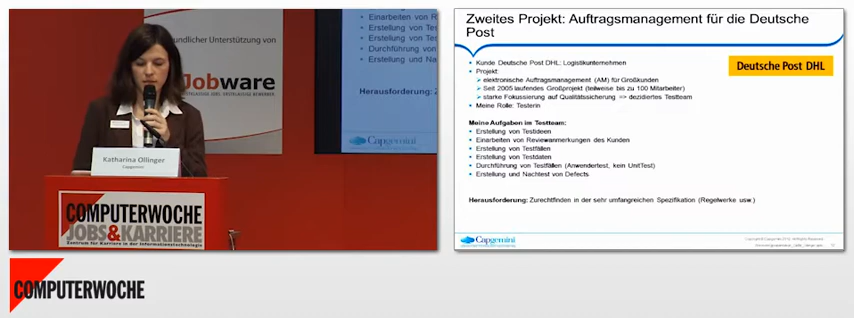 undlicher Unterstützung von
Jobware
Einarbeiten von R
Erstellung von Tes
Erstellung von Tes
Durchführung von
Erstellung und Na
Herausforderung: Z
Capgemini
Katharina Ollinger
Capgemini
COMPUTERWOCHE
JOBS&KARRIERE
Zentrum für Karriere in der Informationstechnologie
Zweites Projekt: Auftragsmanagement für die Deutsche
Post
Deutsche Post DHL
Kunde Deutsche Post DHL: Logistikunternehmen
Projekt:
elektronische Auftragsmanagement (AM) für Großkunden
Seit 2005 laufendes Großprojekt (teilweise bis zu 100 Mitarbeiter)
starke Fokussierung auf Qualitätssicherung => dediziertes Testteam
Meine Rolle: Testerin
Meine Aufgaben im Testteam:
Erstellung von Testideen
Einarbeiten von Reviewanmerkungen des Kunden
Erstellung von Testfällen
Erstellung von Testdaten
Durchführung von Testfällen (Anwendertest, kein UnitTest)
Erstellung und Nachtest von Defects
Herausforderung: Zurechtfinden in der sehr umfangreichen Spezifikation (Regelwerke usw.)
Capgemini
COMPUTERWOCHE